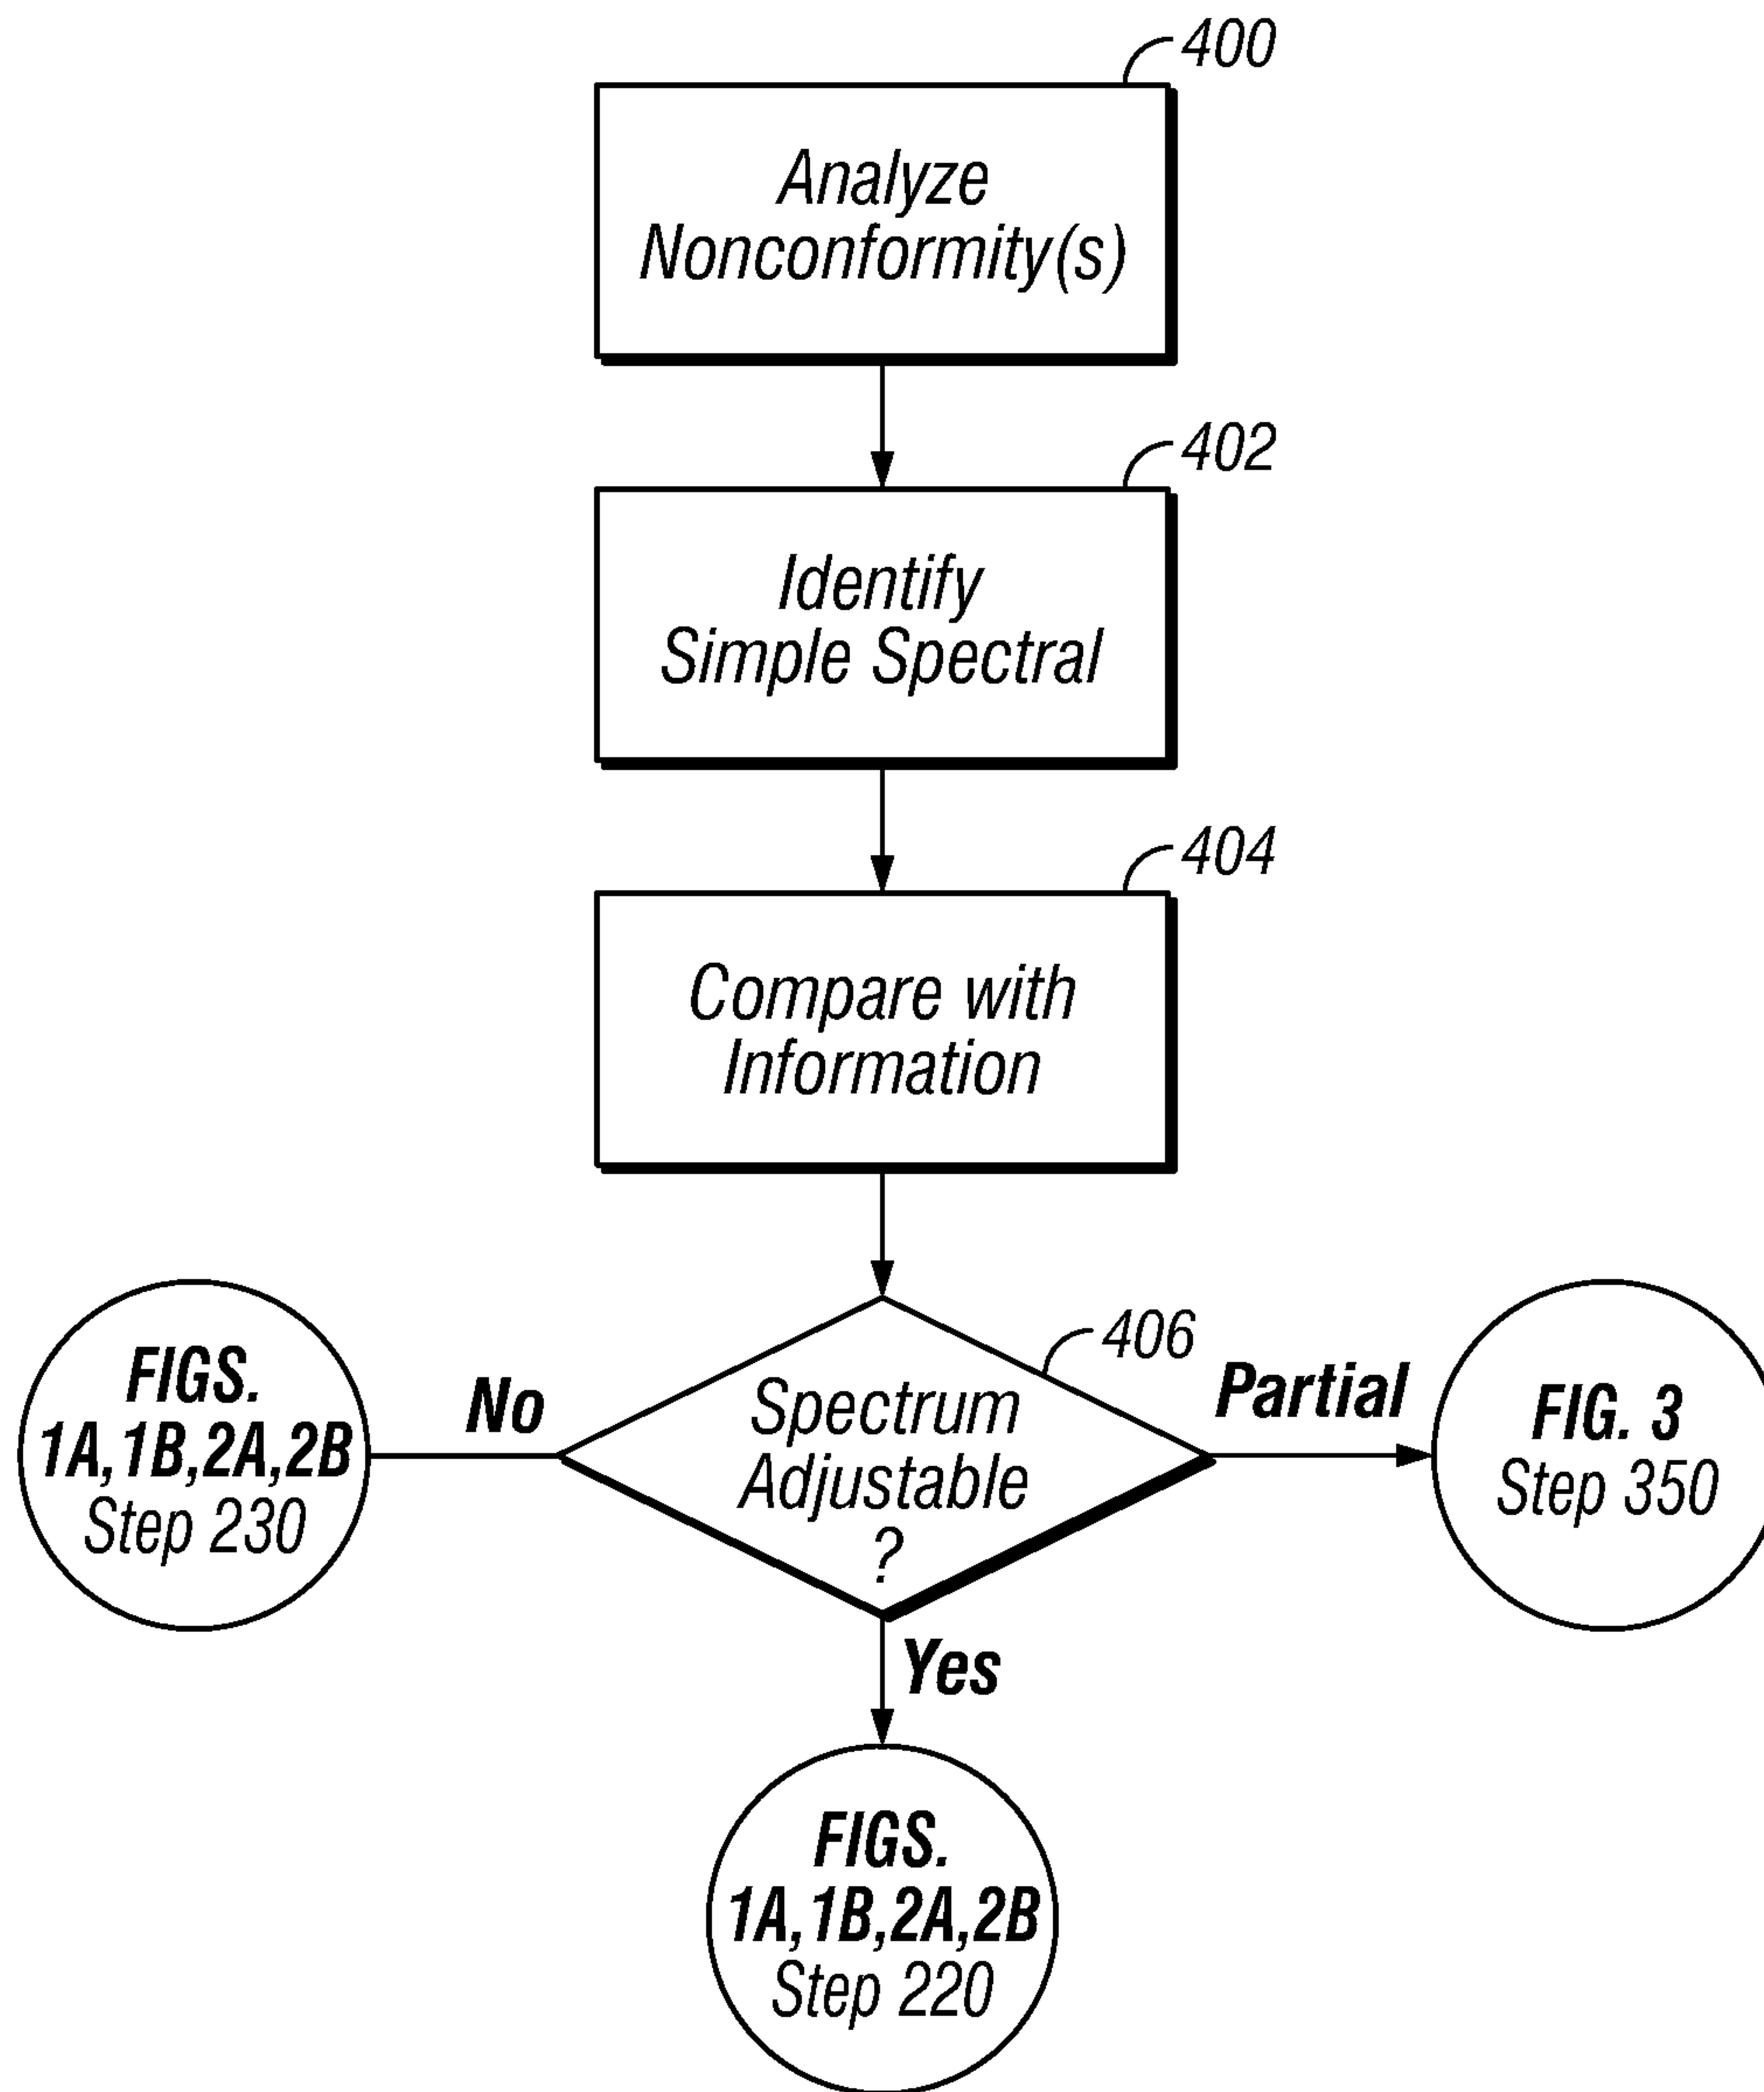 400
Analyze
Nonconformity(s)
402
Identify
Simple Spectral
404
Compare with
Information
406
Spectrum
Adjustable
?
No
FIGS.
1A, 1B, 2A, 2B
Step 230
Partial
FIG. 3
Step 350
Yes
FIGS.
1A, 1B, 2A, 2B
Step 220